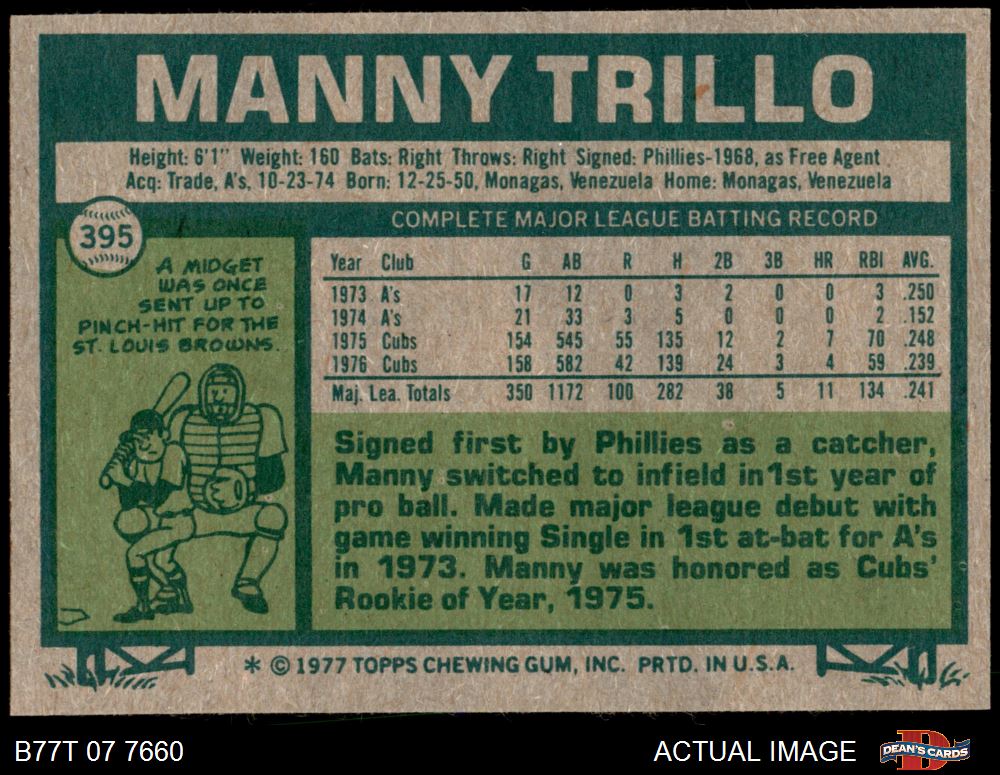 MANNY TRILLO
Height: 6'1" Weight: 160 Bats: Right Throws: Right Signed: Phillies-1968, as Free Agent
Acq: Trade, A's, 10-23-74 Born: 12-25-50, Monagas, Venezuela Home: Monagas, Venezuela
395
A MIDGET
WAS ONCE
SENT UP TO
PINCH-HIT FOR THE
ST. LOUIS BROWNS.
COMPLETE MAJOR LEAGUE BATTING RECORD
Year Club G AB R H 2B 3B HR RBI AVG.
1973 A's 17 12 0 3 2 0 0 3 .250
1974 A's 21 33 3 5 0 0 0 2 .152
1975 Cubs 154 545 55 135 12 2 7 70 .248
1976 Cubs 158 582 42 139 24 3 4 59 .239
Maj. Lea. Totals 350 1172 100 282 38 5 11 134 .241
Signed first by Phillies as a catcher,
Manny switched to infield in 1st year of
pro ball. Made major league debut with
game winning Single in 1st at-bat for A's
in 1973. Manny was honored as Cubs'
Rookie of Year, 1975.
* © 1977 TOPPS CHEWING GUM, INC. PRTD. IN U.S.A.
B77T 07 7660
ACTUAL IMAGE
DEAN'S CARDS